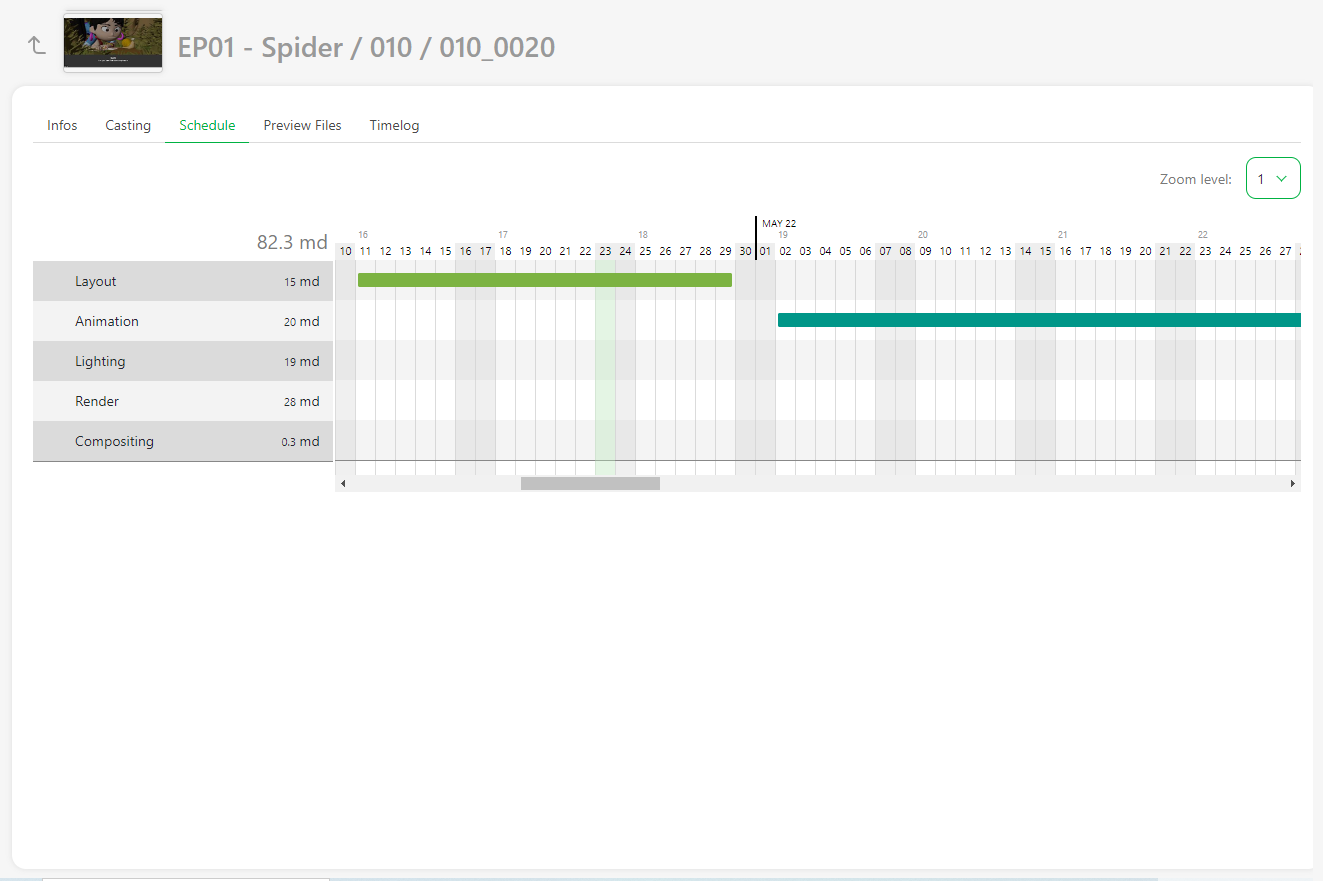 EP01 - Spider / 010 / 010_0020
Infos Casting Schedule Preview Files Timelog
Zoom level: 1
MAY 22
16 17 18 19 20 21 22
82.3 md
10 11 12 13 14 15 16 17 18 19 20 21 22 23 24 25 26 27 28 29 30 01 02 03 04 05 06 07 08 09 10 11 12 13 14 15 16 17 18 19 20 21 22 23 24 25 26 27
Layout 15 md
Animation 20 md
Lighting 19 md
Render 28 md
Compositing 0.3 md